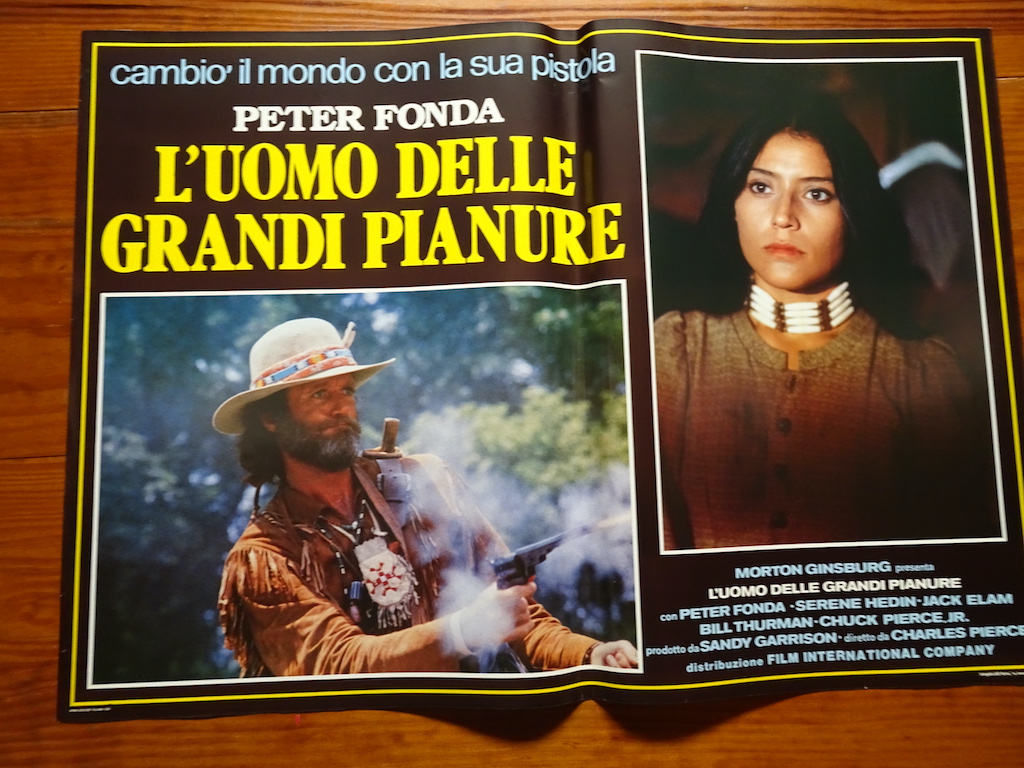 cambio' il mondo con la sua pistola
PETER FONDA
L'UOMO DELLE
GRANDI PIANURE
MORTON GINSBURG presenta
L'UOMO DELLE GRANDI PIANURE
con PETER FONDA · SERENE HEDIN · JACK ELAM
BILL THURMAN · CHUCK PIERCE, JR.
prodotto da SANDY GARRISON · diretto da CHARLES PIERCE
distribuzione FILM INTERNATIONAL COMPANY